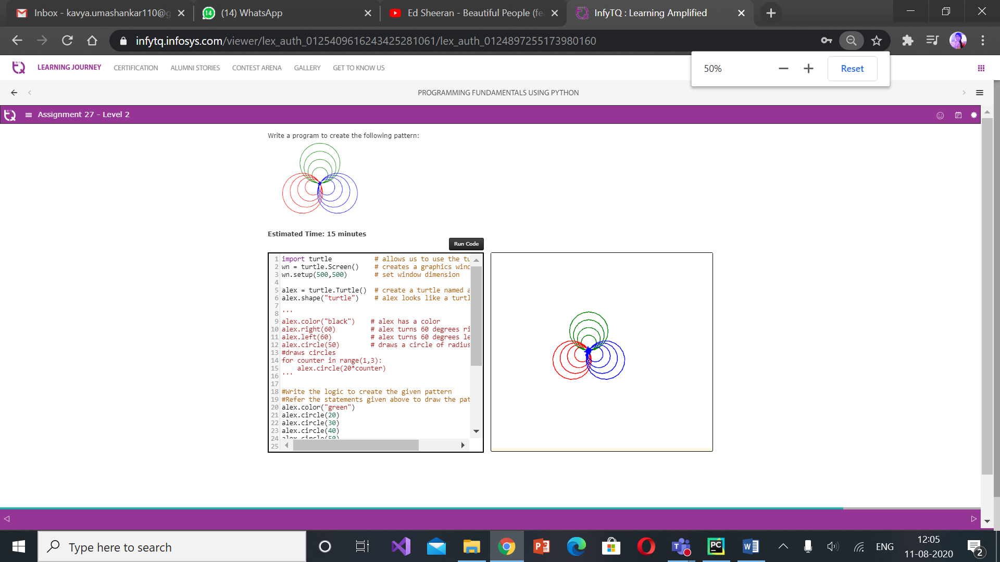 Inbox - kavya.umashankar110@g
(14) WhatsApp
Ed Sheeran - Beautiful People (fe
InfyTQ : Learning Amplified
infytq.infosys.com/viewer/lex_auth_0125409616243425281061/lex_auth_0124897255173980160
LEARNING JOURNEY CERTIFICATION ALUMNI STORIES CONTEST ARENA GALLERY GET TO KNOW US
50% Reset
PROGRAMMING FUNDAMENTALS USING PYTHON
Assignment 27 - Level 2
Write a program to create the following pattern:
Estimated Time: 15 minutes
Run Code
1 import turtle # allows us to use the tu
2 wn = turtle.Screen() # creates a graphics wind
3 wn.setup(500,500) # set window dimension
4
5 alex = turtle.Turtle() # create a turtle named a
6 alex.shape("turtle") # alex looks like a turtl
7
8 '''
9 alex.color("black") # alex has a color
10 alex.right(60) # alex turns 60 degrees ri
11 alex.left(60) # alex turns 60 degrees le
12 alex.circle(50) # draws a circle of radius
13 #draws circles
14 for counter in range(1,3):
15 alex.circle(20*counter)
16 '''
17
18 #Write the logic to create the given pattern
19 #Refer the statements given above to draw the pat
20 alex.color("green")
21 alex.circle(20)
22 alex.circle(30)
23 alex.circle(40)
24 alex.circle(50)
25
Type here to search
ENG
12:05
11-08-2020
2